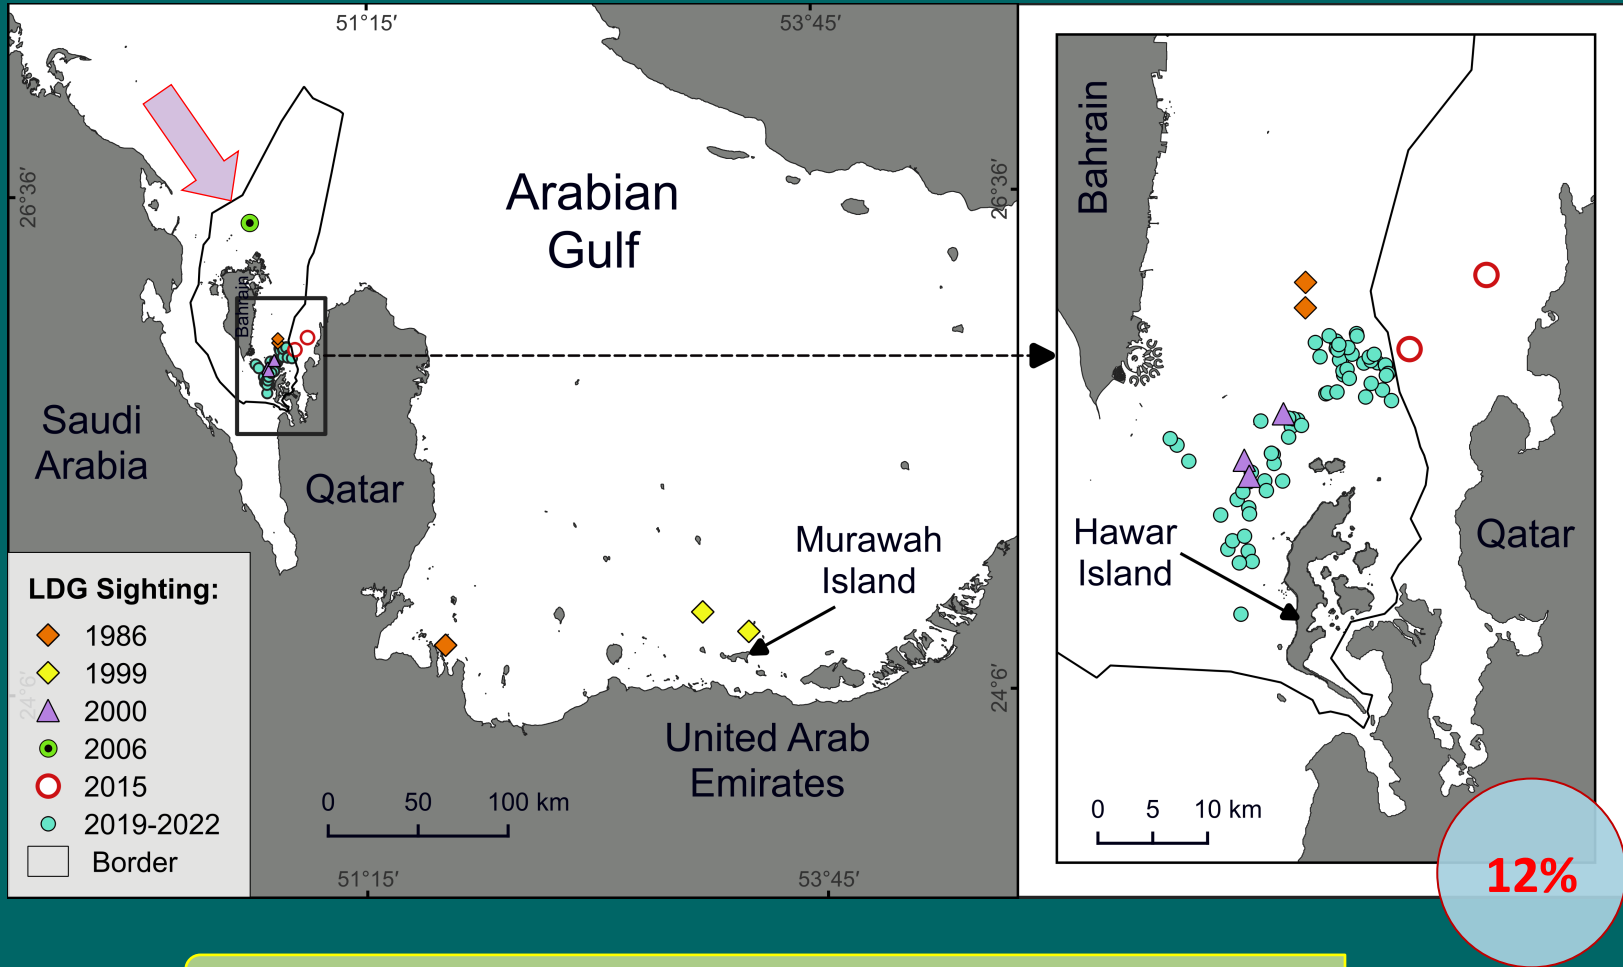 51°15′
53°45′
26°36′
26°36′
Arabian
Gulf
Bahrain
Saudi
Arabia
Qatar
Murawah
Island
United Arab
Emirates
24°6′
24°6′
LDG Sighting:
1986
1999
2000
2006
2015
2019-2022
Border
0 50 100 km
51°15′
53°45′
Bahrain
Hawar
Island
Qatar
0 5 10 km
12%